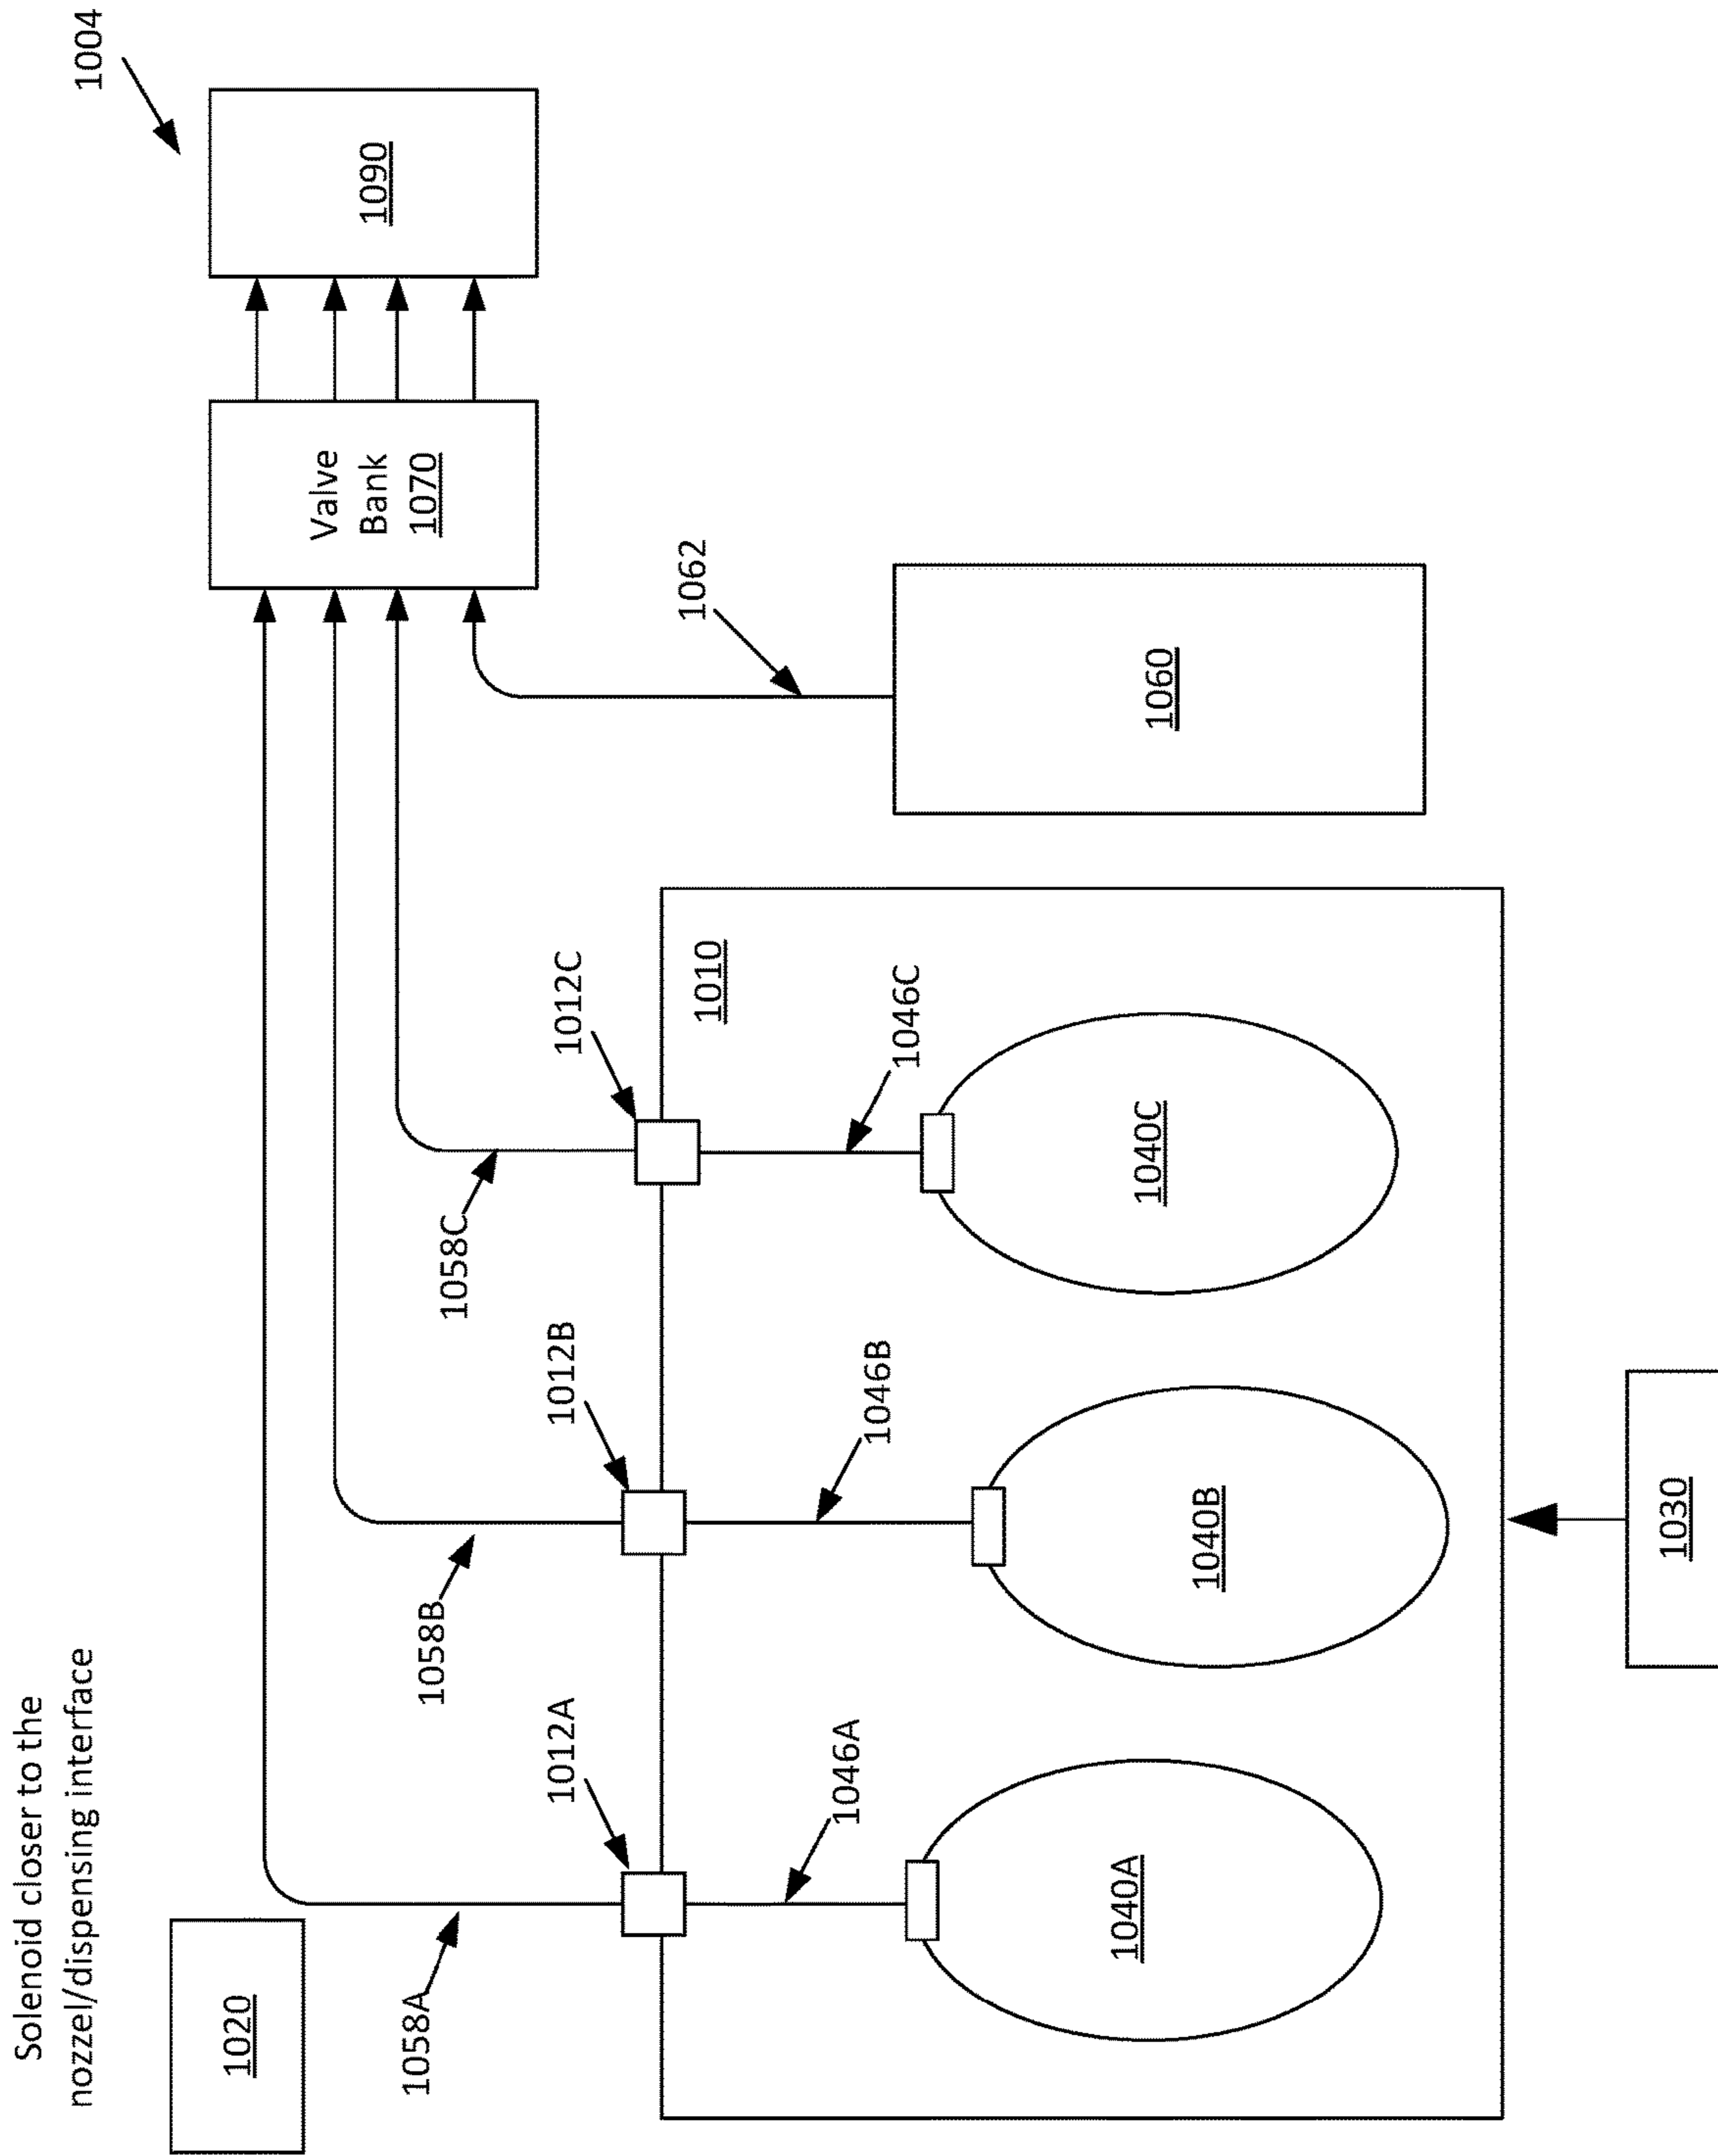 Solenoid closer to the
nozzel/dispensing interface
1004
1020
Valve
Bank
1070
1090
1058A
1058B
1058C
1062
1012A
1012B
1012C
1010
1046A
1046B
1046C
1060
1040A
1040B
1040C
1030